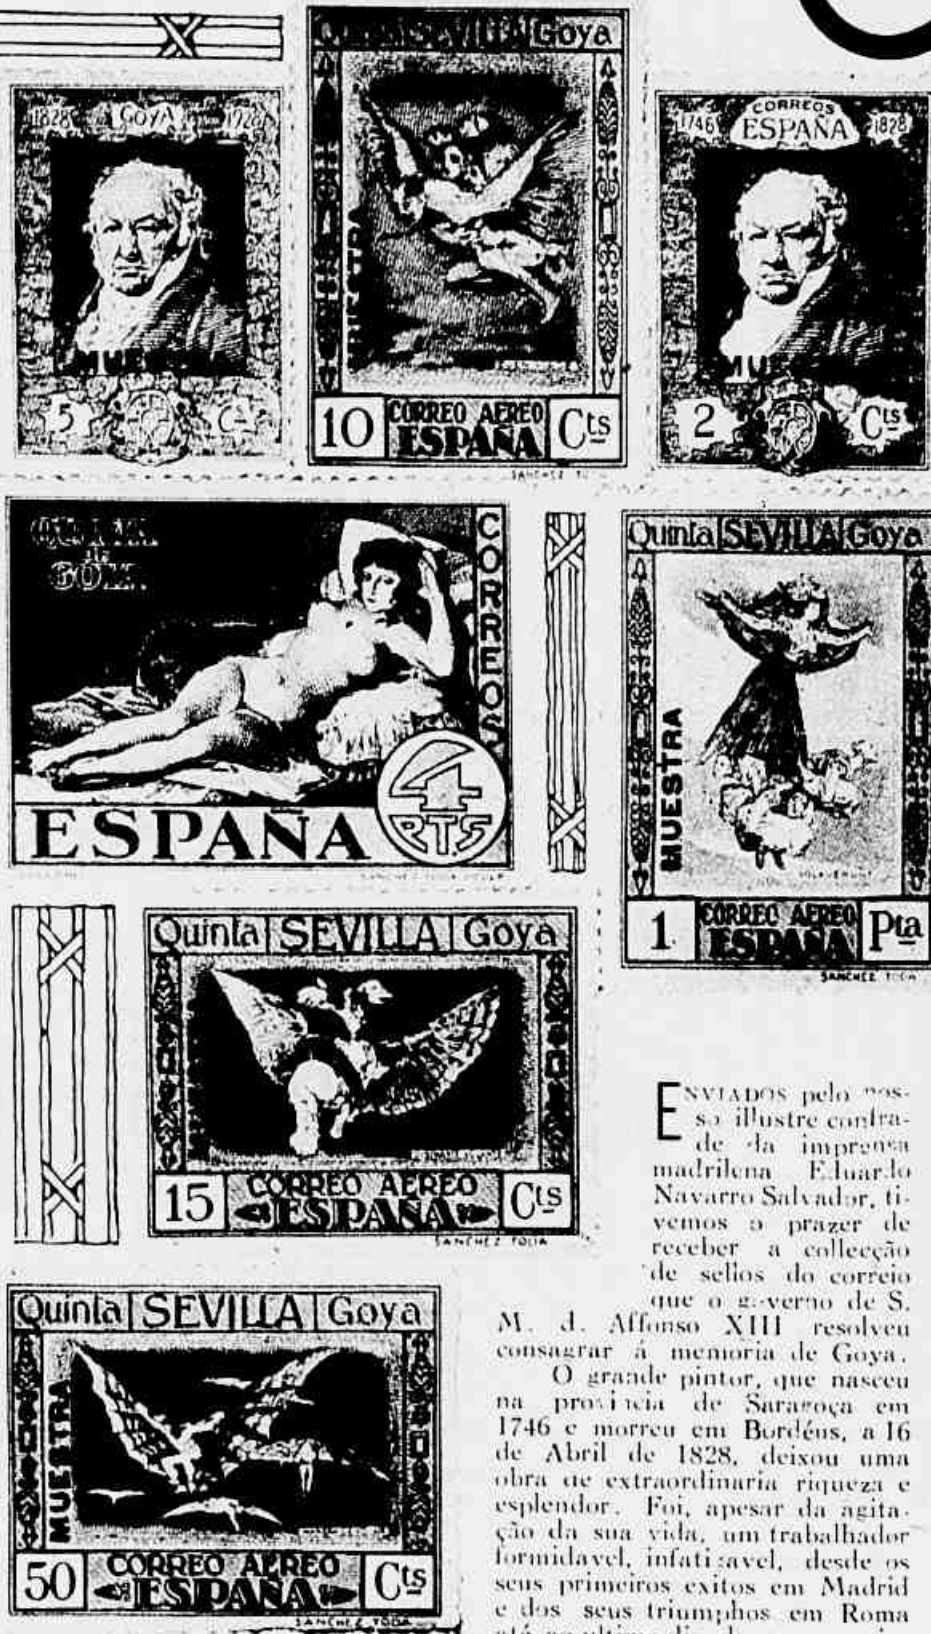 Quinta SEVILLA Goya
MUESTRA
10 CORREO AEREO Cts
ESPAÑA
1828 GOYA
MUE
5
CORREOS
1746 ESPAÑA 1828
MU
2 Cts
QUINTA
DE
GOYA
CORREOS
4
PTS
ESPAÑA
Quinta SEVILLA Goya
MUESTRA
1 CORREO AEREO Pta
ESPAÑA
SANCHEZ TODA
Quinta SEVILLA Goya
15 CORREO AEREO Cts
ESPAÑA
SANCHEZ TODA
Quinta SEVILLA Goya
MUESTRA
50 CORREO AEREO Cts
ESPAÑA
SANCHEZ TODA
ENVIADOS pelo nos-
so illustre confra-
de da imprensa
madrilena Eduardo
Navarro Salvador, ti-
vemos o prazer de
receber a collecção
de sellos do correio
que o governo de S.
M. d. Affonso XIII resolveu
consagrar á memoria de Goya.
O grande pintor, que nasceu
na provincia de Saragoça em
1746 e morreu em Bordéus, a 16
de Abril de 1828, deixou uma
obra de extraordinaria riqueza e
esplendor. Foi, apesar da agita-
ção da sua vida, um trabalhador
formidavel, infatigavel, desde os
seus primeiros exitos em Madrid
e dos seus triumphos em Roma